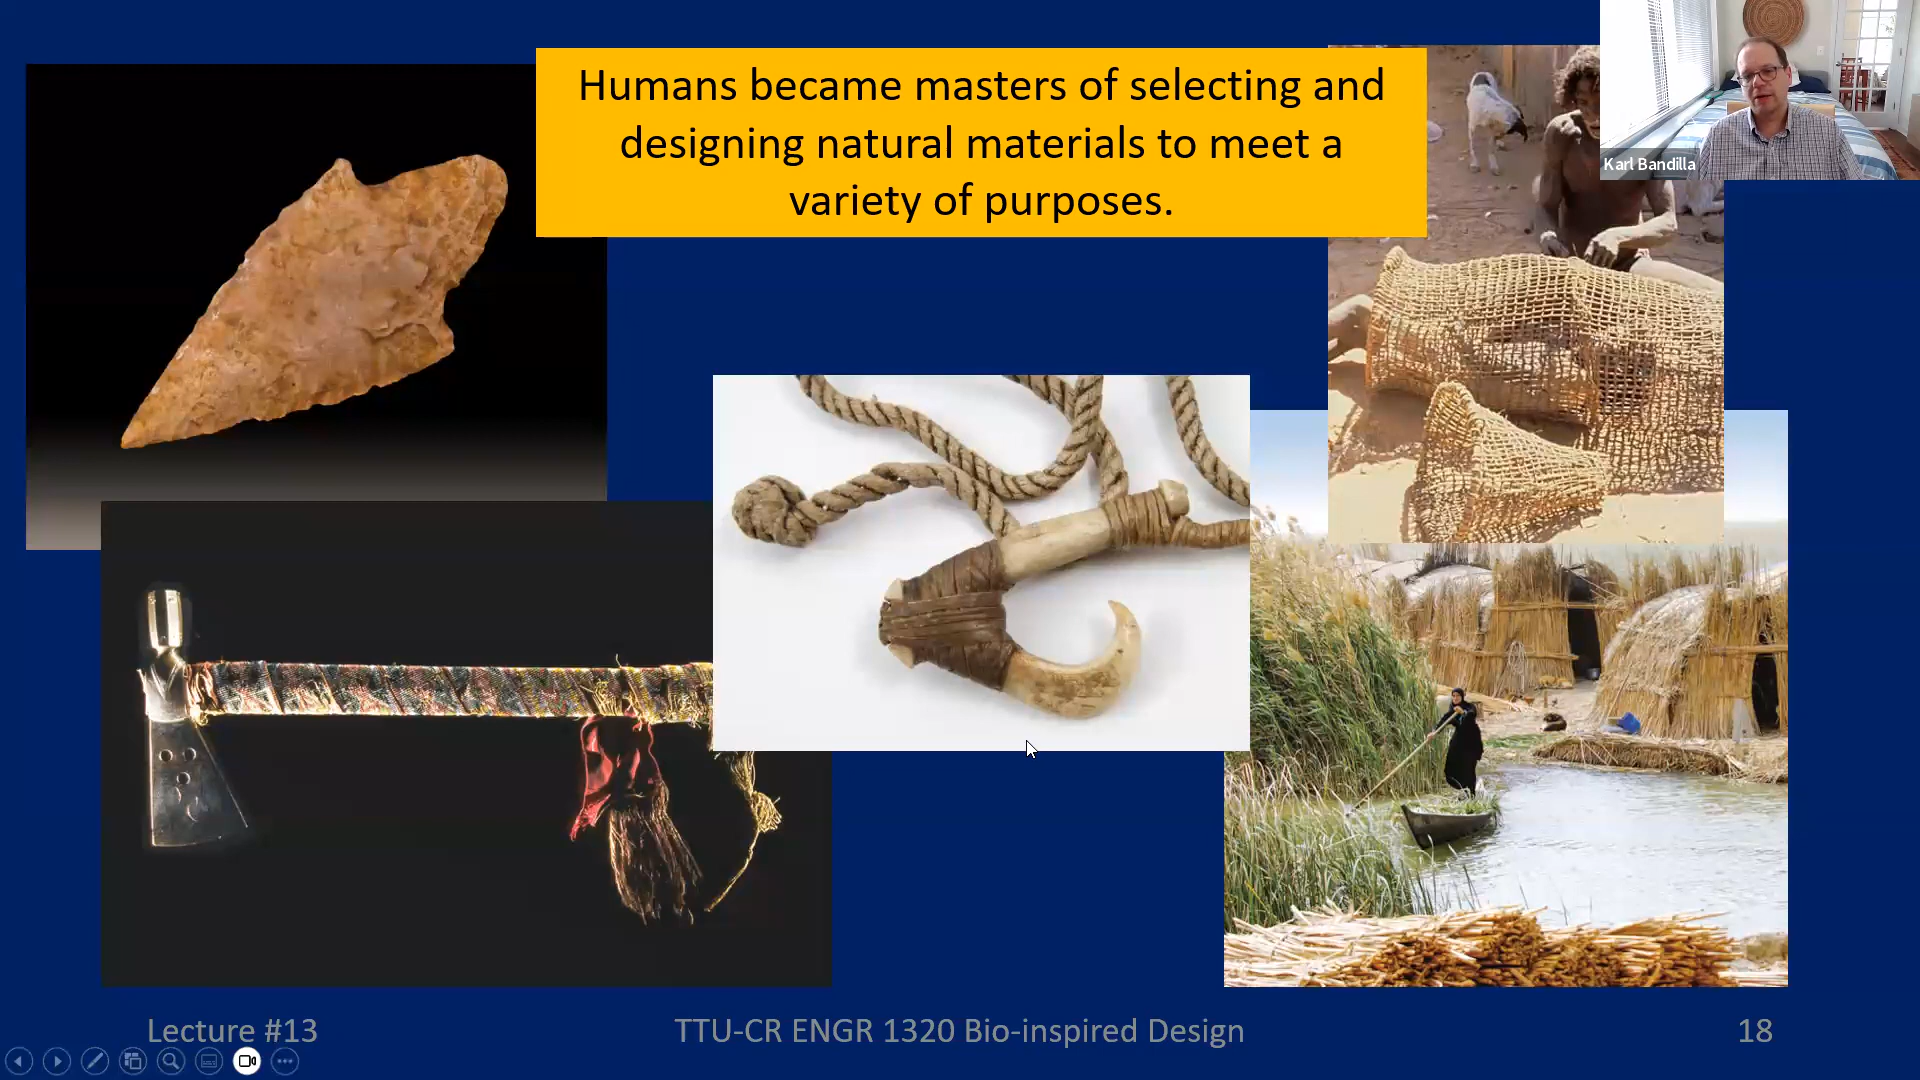 Humans became masters of selecting and
designing natural materials to meet a
variety of purposes.
Karl Bandilla
Lecture #13
TTU-CR ENGR 1320 Bio-inspired Design
18